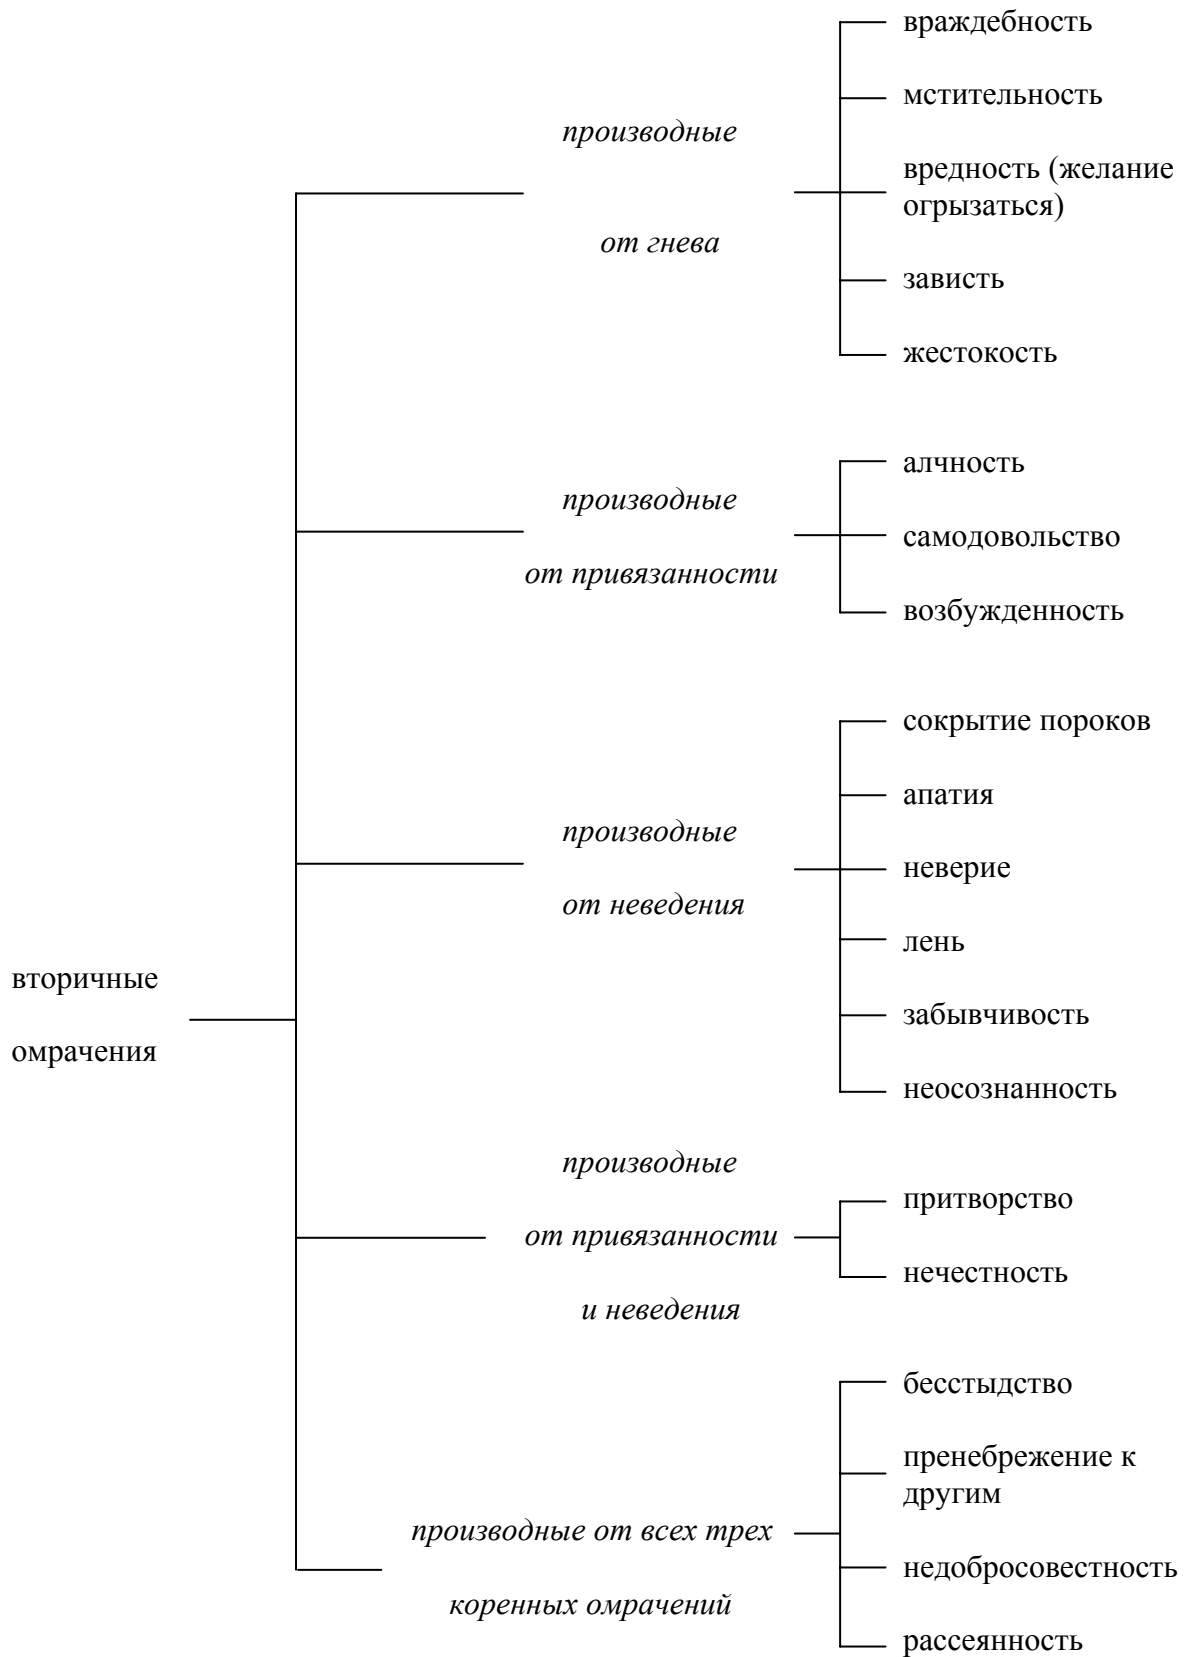 вторичные
омрачения
производные
от гнева
враждебность
мстительность
вредность (желание
огрызаться)
зависть
жестокость
производные
от привязанности
алчность
самодовольство
возбужденность
производные
от неведения
сокрытие пороков
апатия
неверие
лень
забывчивость
неосознанность
производные
от привязанности
и неведения
притворство
нечестность
производные от всех трех
коренных омрачений
бесстыдство
пренебрежение к
другим
недобросовестность
рассеянность